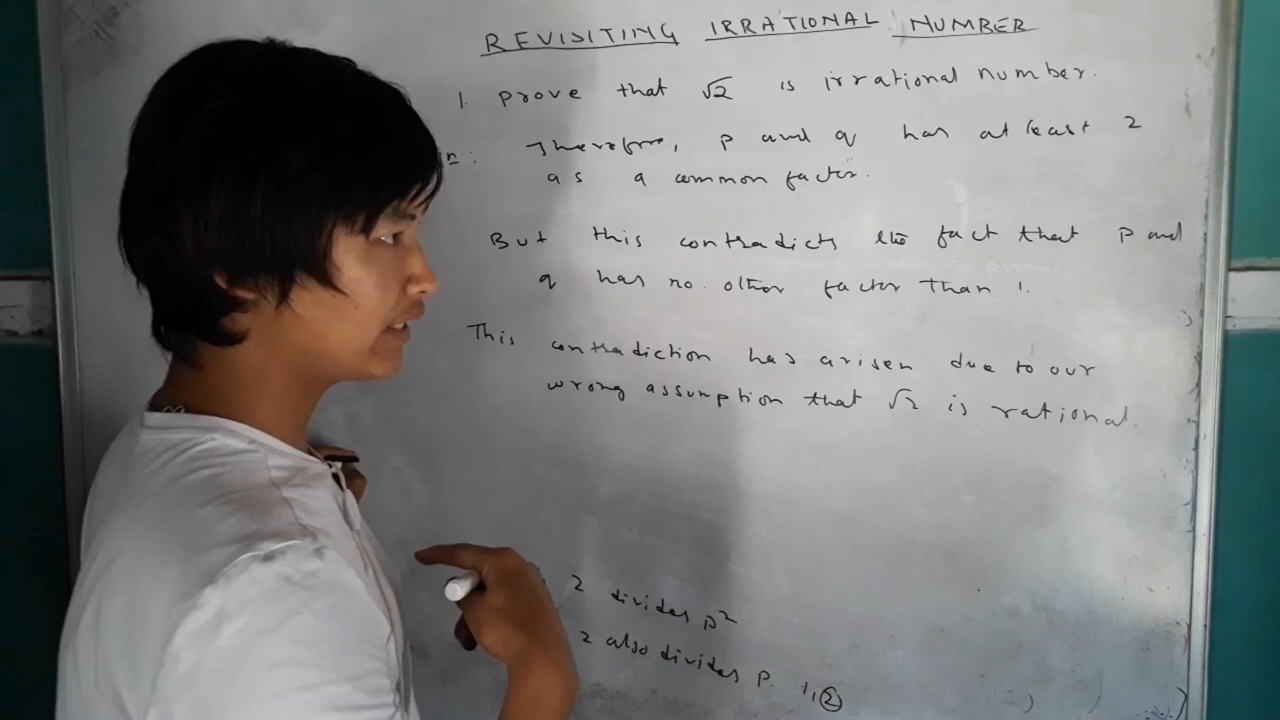 REVISITING IRRATIONAL NUMBER
1. prove that √2 is irrational number.
n: Therefore, p and q has at least 2
as a common factor.
But this contradicts the fact that p and
q has no other factor than 1.
This contradiction has arisen due to our
wrong assumption that √2 is rational.
2 divides p²
2 also divides p. 1, 2